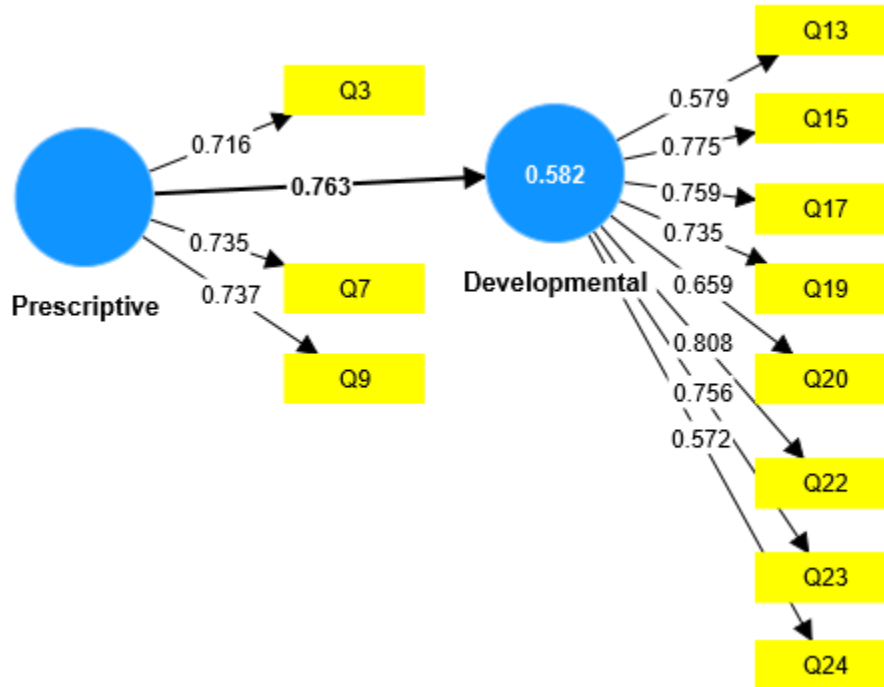 Q13
Q3
0.579
Q15
0.716
0.775
0.763
0.582
0.759
Q17
0.735
0.735
Q7
Developmental
0.659
Q19
0.737
Prescriptive
0.808
Q9
0.756
Q20
0.572
Q22
Q23
Q24